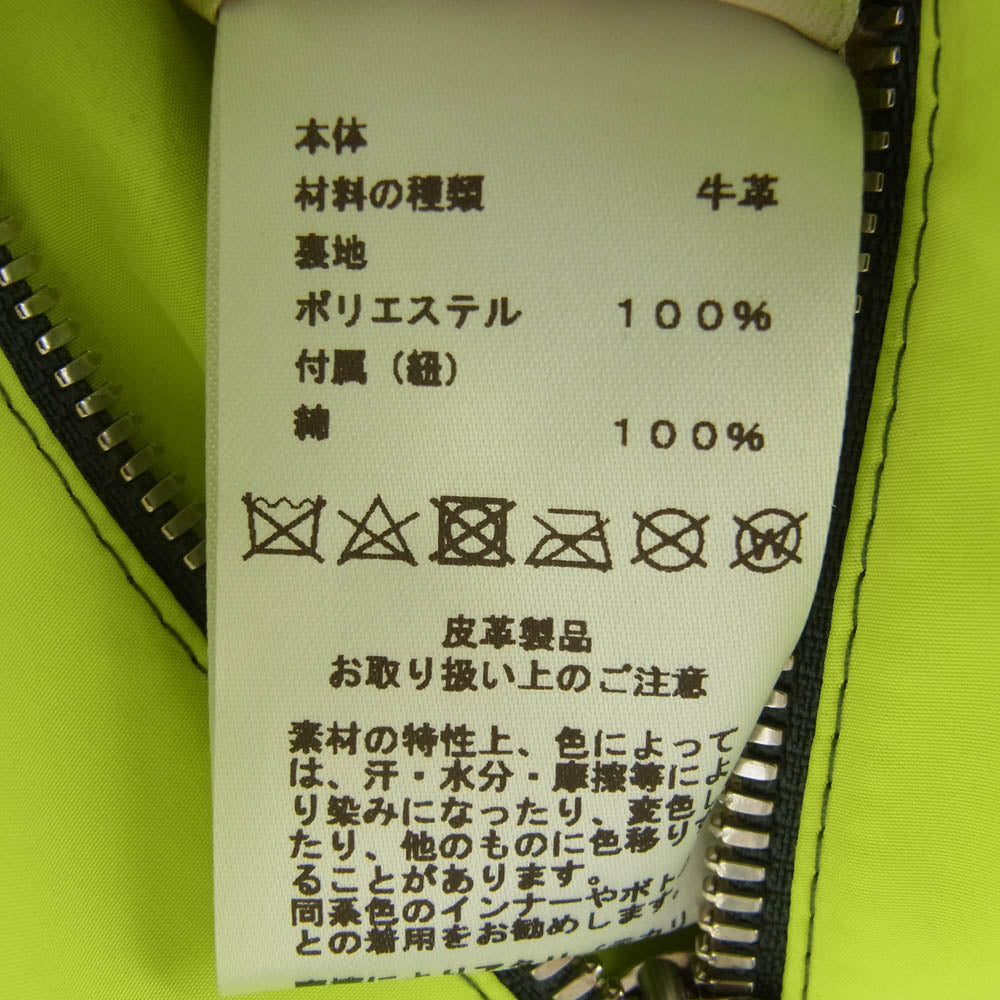 本体
材料の種類 牛革
裏地
ポリエステル 100%
付属(紐)
綿 100%
W
皮革製品
お取り扱い上のご注意
素材の特性上、色によって
は、汗・水分・摩擦等によ
り染みになったり、変色し
たり、他のものに色移りす
ることがあります。
同系色のインナーやボト
との着用をお勧めします。